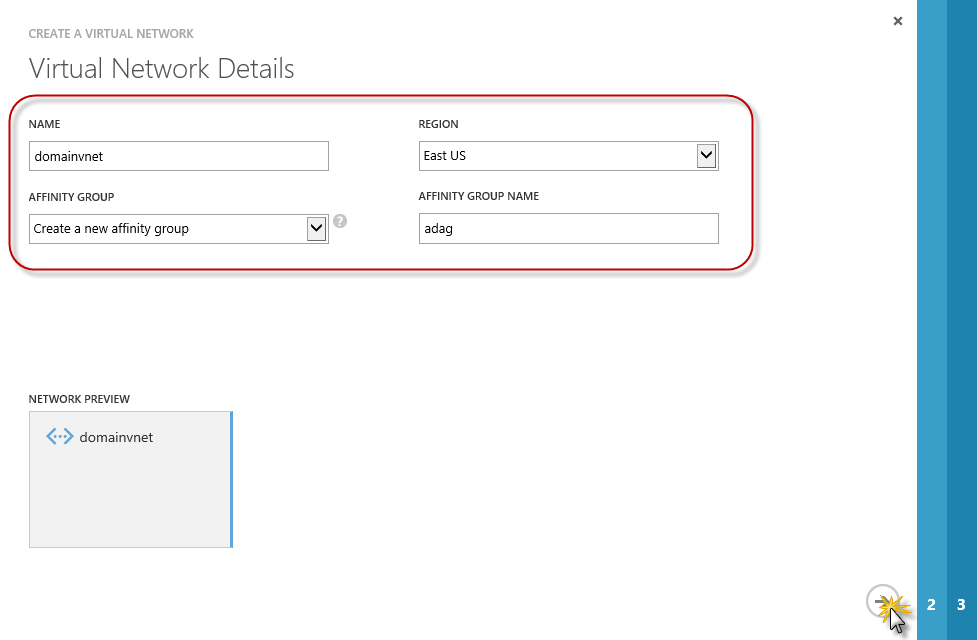 CREATE A VIRTUAL NETWORK
Virtual Network Details
NAME
REGION
domainvnet
East US
AFFINITY GROUP
AFFINITY GROUP NAME
Create a new affinity group
?
adag
NETWORK PREVIEW
domainvnet
2
3